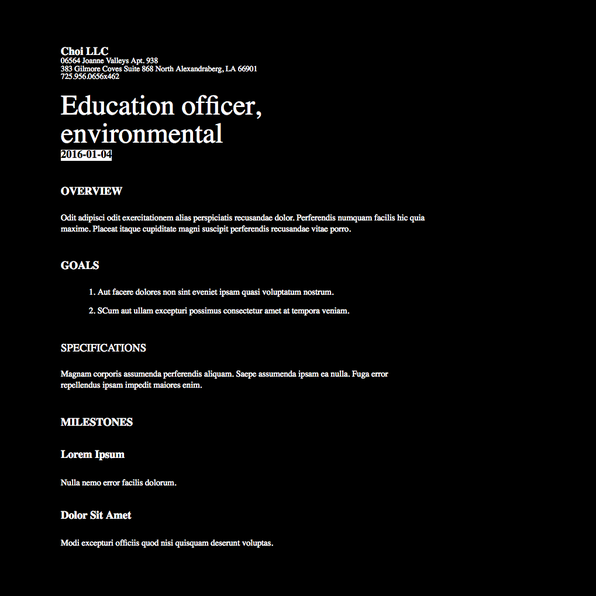 Choi LLC
06564 Joanne Valleys Apt. 938
383 Gilmore Coves Suite 868 North Alexandraberg, LA 66901
725.956.0656x462
Education officer,
environmental
2016-01-04
OVERVIEW
Odit adipisci odit exercitationem alias perspiciatis recusandae dolor. Perferendis numquam facilis hic quia
maxime. Placeat itaque cupiditate magni suscipit perferendis recusandae vitae porro.
GOALS
1. Aut facere dolores non sint eveniet ipsam quasi voluptatum nostrum.
2. SCum aut ullam excepturi possimus consectetur amet at tempora veniam.
SPECIFICATIONS
Magnam corporis assumenda perferendis aliquam. Saepe assumenda ipsam ea nulla. Fuga error
repellendus ipsam impedit maiores enim.
MILESTONES
Lorem Ipsum
Nulla nemo error facilis dolorum.
Dolor Sit Amet
Modi excepturi officiis quod nisi quisquam deserunt voluptas.